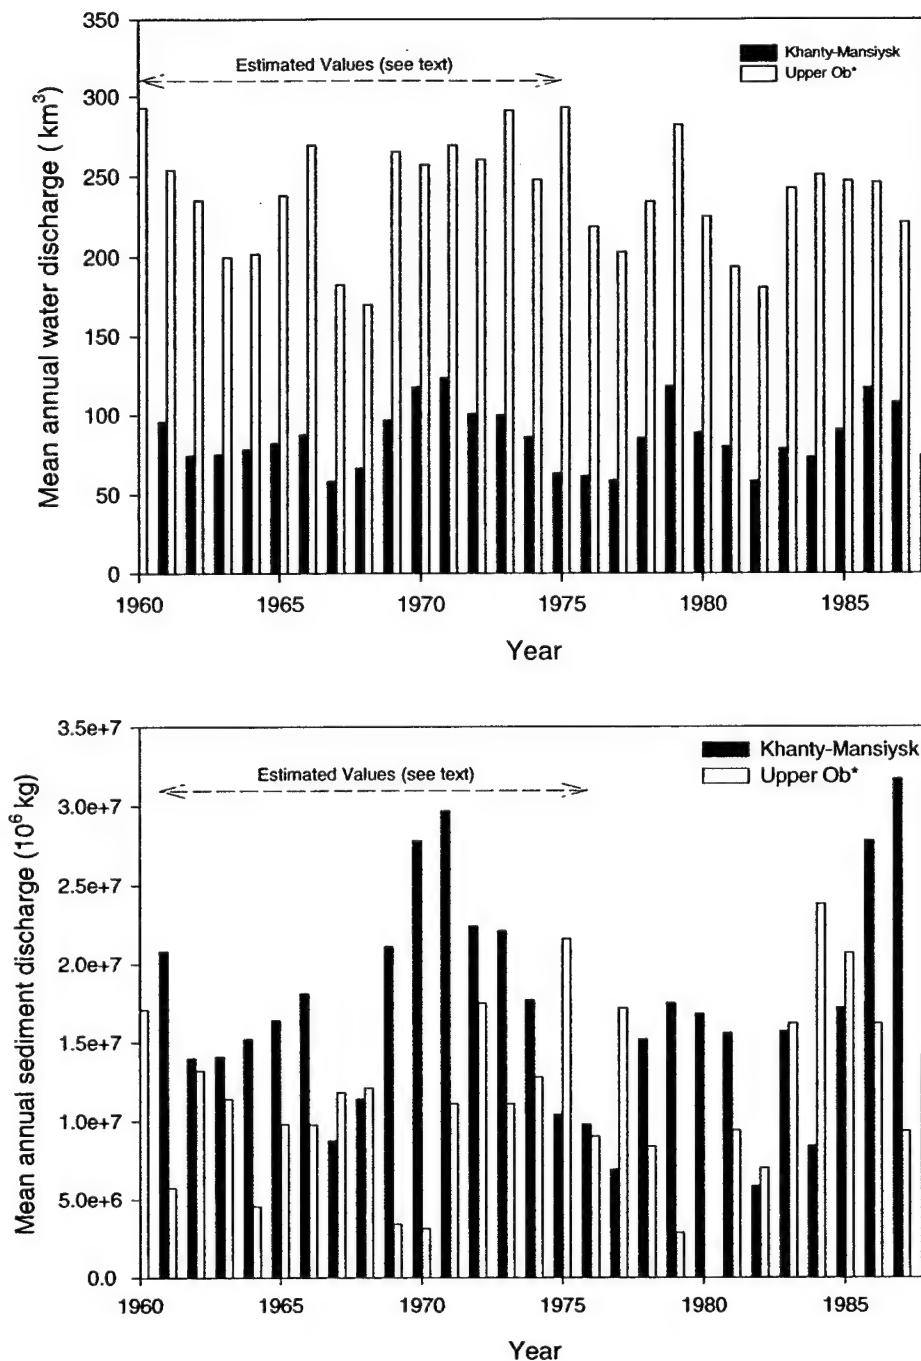 350
300
250
200
150
100
50
0
Mean annual water discharge ( km³)
Estimated Values (see text)
Khanty-Mansiysk
Upper Ob*
1960 1965 1970 1975 1980 1985
Year
3.5e+7
3.0e+7
2.5e+7
2.0e+7
1.5e+7
1.0e+7
5.0e+6
0.0
Mean annual sediment discharge (10⁶ kg)
Estimated Values (see text)
Khanty-Mansiysk
Upper Ob*
1960 1965 1970 1975 1980 1985
Year